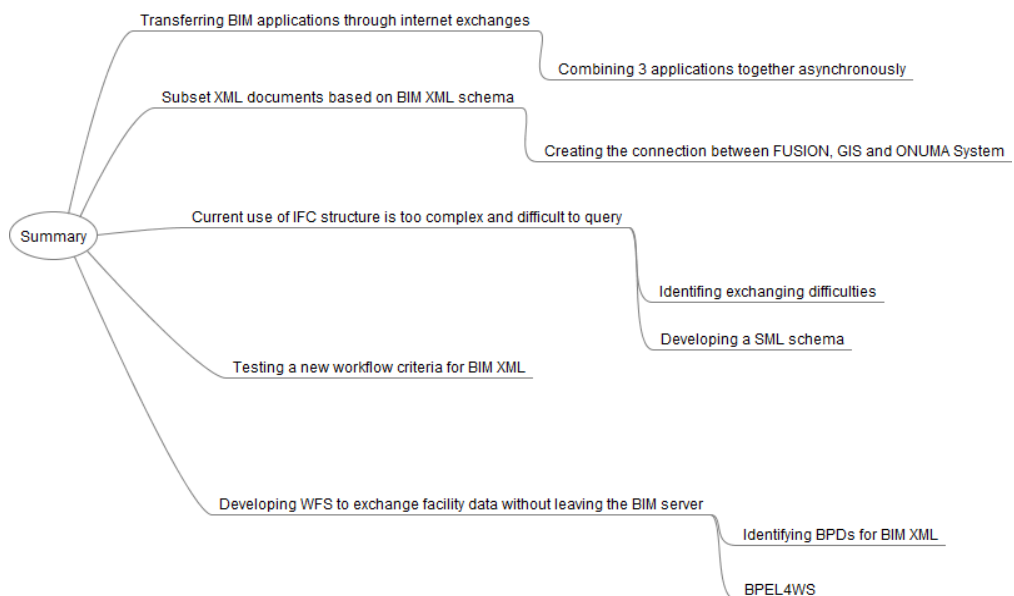 Transferring BIM applications through internet exchanges
Combining 3 applications together asynchronously
Subset XML documents based on BIM XML schema
Creating the connection between FUSION, GIS and ONUMA System
Summary
Current use of IFC structure is too complex and difficult to query
Identifing exchanging difficulties
Developing a SML schema
Testing a new workflow criteria for BIM XML
Developing WFS to exchange facility data without leaving the BIM server
Identifying BPDs for BIM XML
BPEL4WS